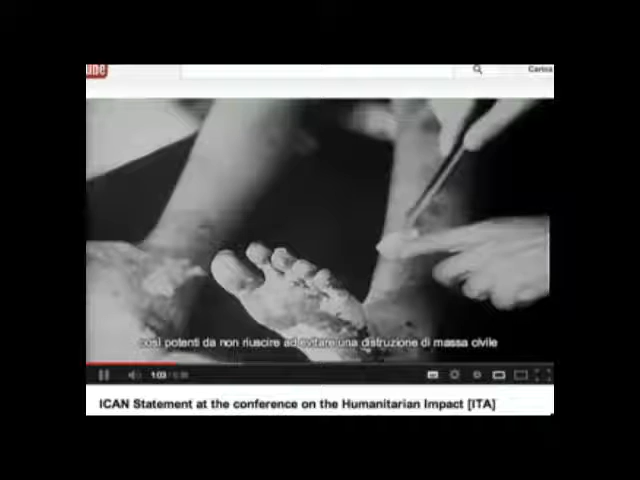 Carica
così potenti da non riuscire ad evitare una distruzione di massa civile
1:03
ICAN Statement at the conference on the Humanitarian Impact [ITA]